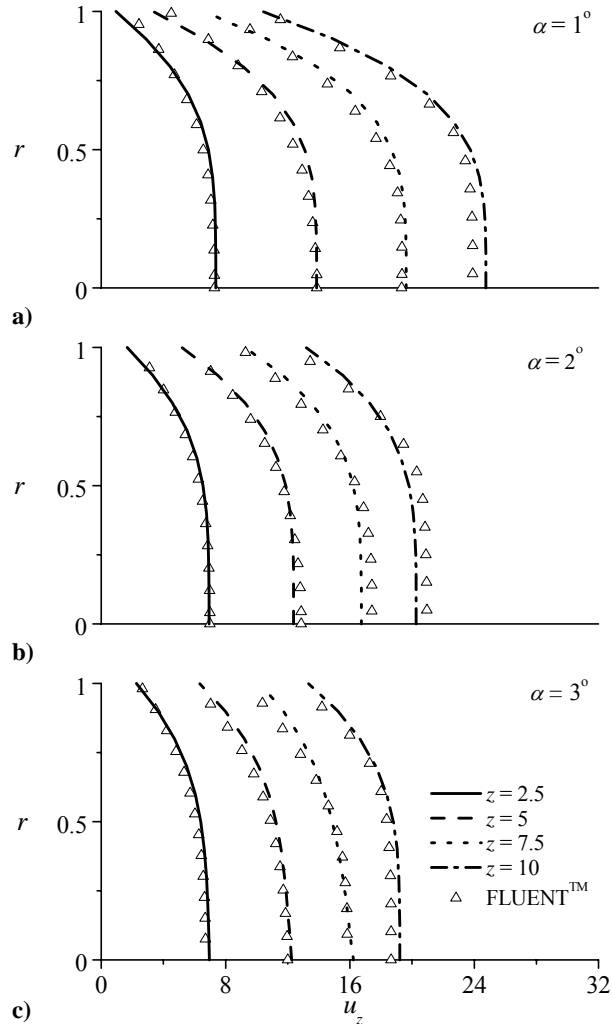 1
α = 1°
r
0.5
0
a)
1
α = 2°
r
0.5
0
b)
1
α = 3°
z = 2.5
z = 5
r
0.5
z = 7.5
z = 10
FLUENT™
0
0 8 16 24 32
c)
u_z